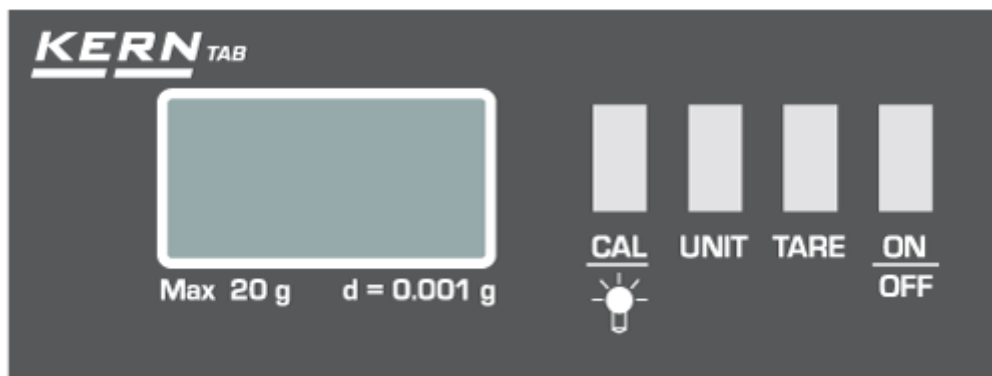 KERN TAB
Max 20 g d = 0.001 g
CAL UNIT TARE ON
OFF